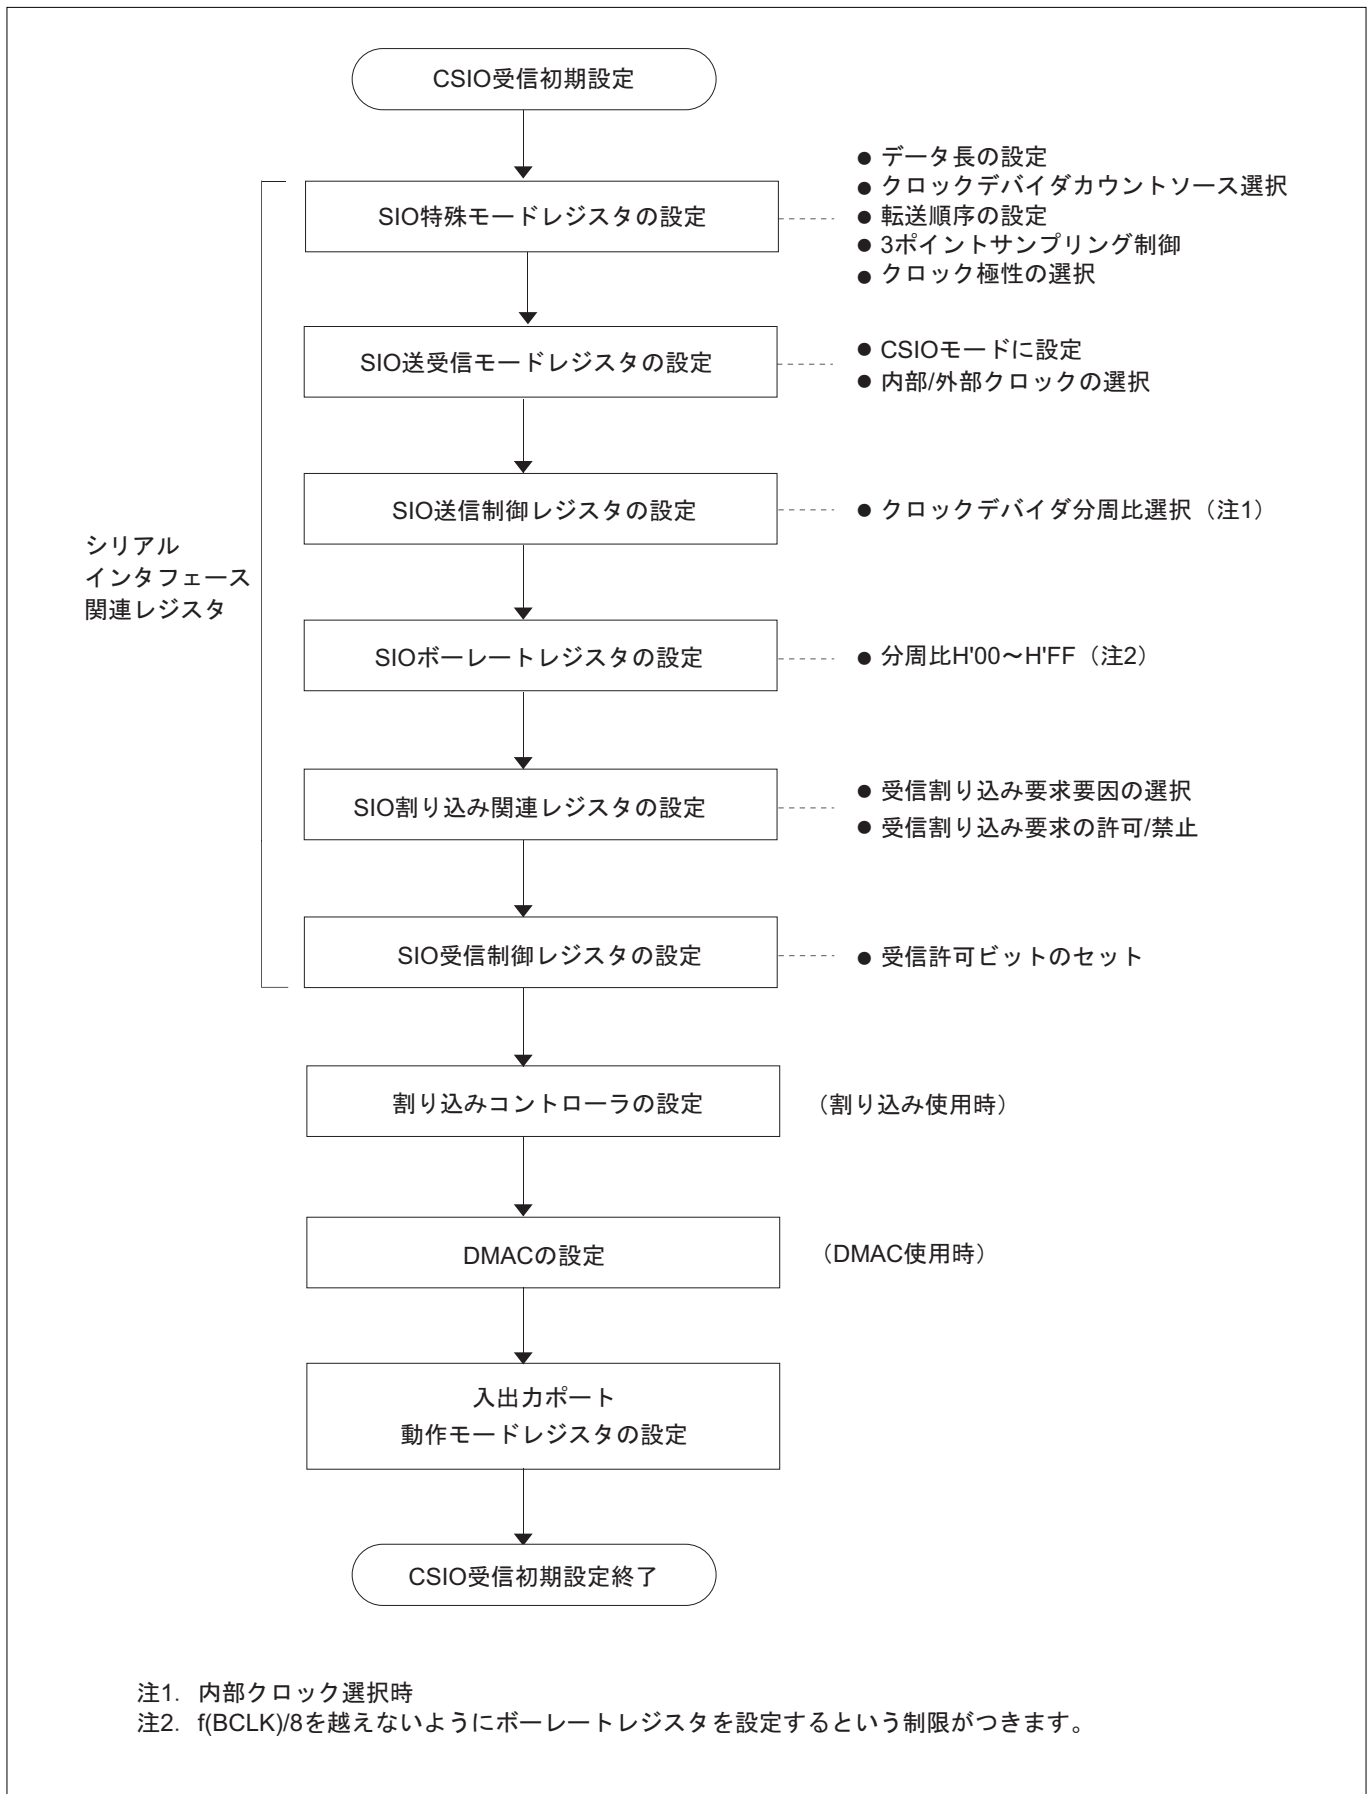 CSIO受信初期設定
SIO特殊モードレジスタの設定
● データ長の設定
● クロックデバイダカウントソース選択
● 転送順序の設定
● 3ポイントサンプリング制御
● クロック極性の選択
SIO送受信モードレジスタの設定
● CSIOモードに設定
● 内部/外部クロックの選択
SIO送信制御レジスタの設定
● クロックデバイダ分周比選択（注1）
シリアル
インタフェース
関連レジスタ
SIOボーレートレジスタの設定
● 分周比H'00～H'FF（注2）
SIO割り込み関連レジスタの設定
● 受信割り込み要求要因の選択
● 受信割り込み要求の許可/禁止
SIO受信制御レジスタの設定
● 受信許可ビットのセット
割り込みコントローラの設定
（割り込み使用時）
DMACの設定
（DMAC使用時）
入出力ポート
動作モードレジスタの設定
CSIO受信初期設定終了
注1. 内部クロック選択時
注2. f(BCLK)/8を越えないようにボーレートレジスタを設定するという制限がつきます。